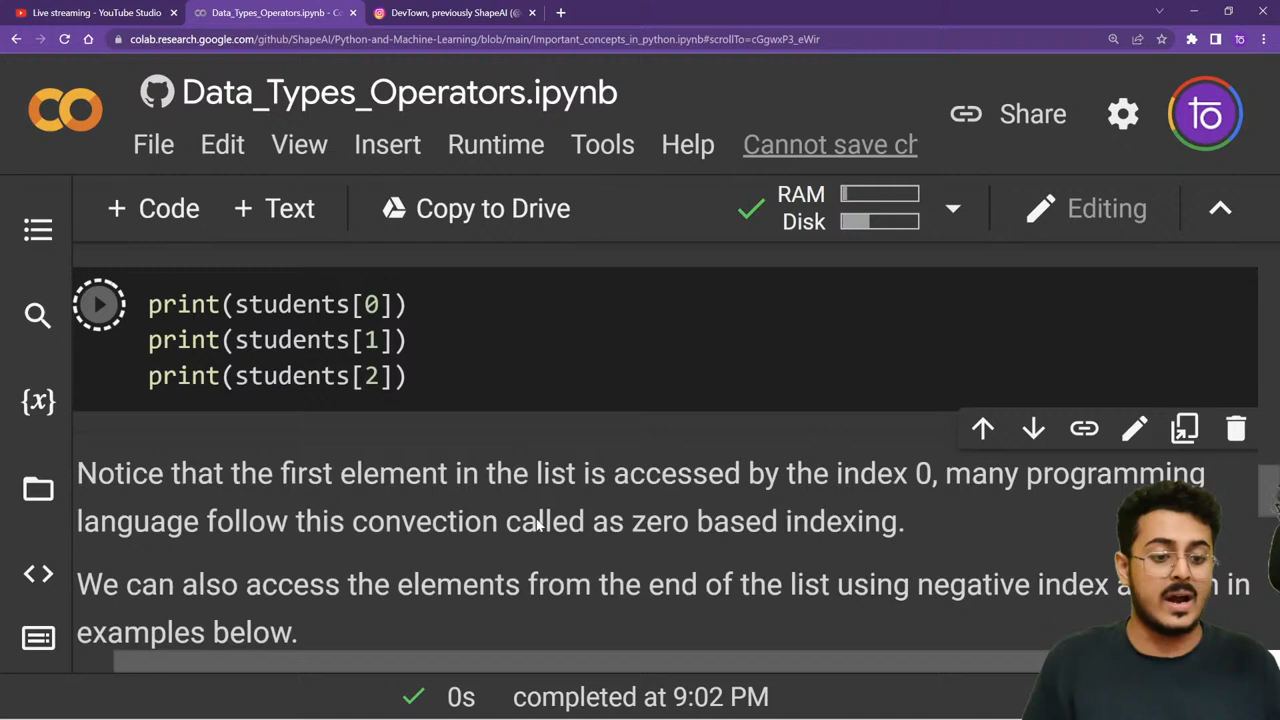 Live streaming - YouTube Studio
Data_Types_Operators.ipynb - Co
DevTown, previously ShapeAI (@
colab.research.google.com/github/ShapeAI/Python-and-Machine-Learning/blob/main/Important_concepts_in_python.ipynb#scrollTo=cGgwxP3_eWir
Data_Types_Operators.ipynb
Share
File Edit View Insert Runtime Tools Help Cannot save ch
+ Code + Text Copy to Drive
RAM
Disk
Editing
print(students[0])
print(students[1])
print(students[2])
{x}
Notice that the first element in the list is accessed by the index 0, many programming
language follow this convection called as zero based indexing.
We can also access the elements from the end of the list using negative index in
examples below.
0s completed at 9:02 PM